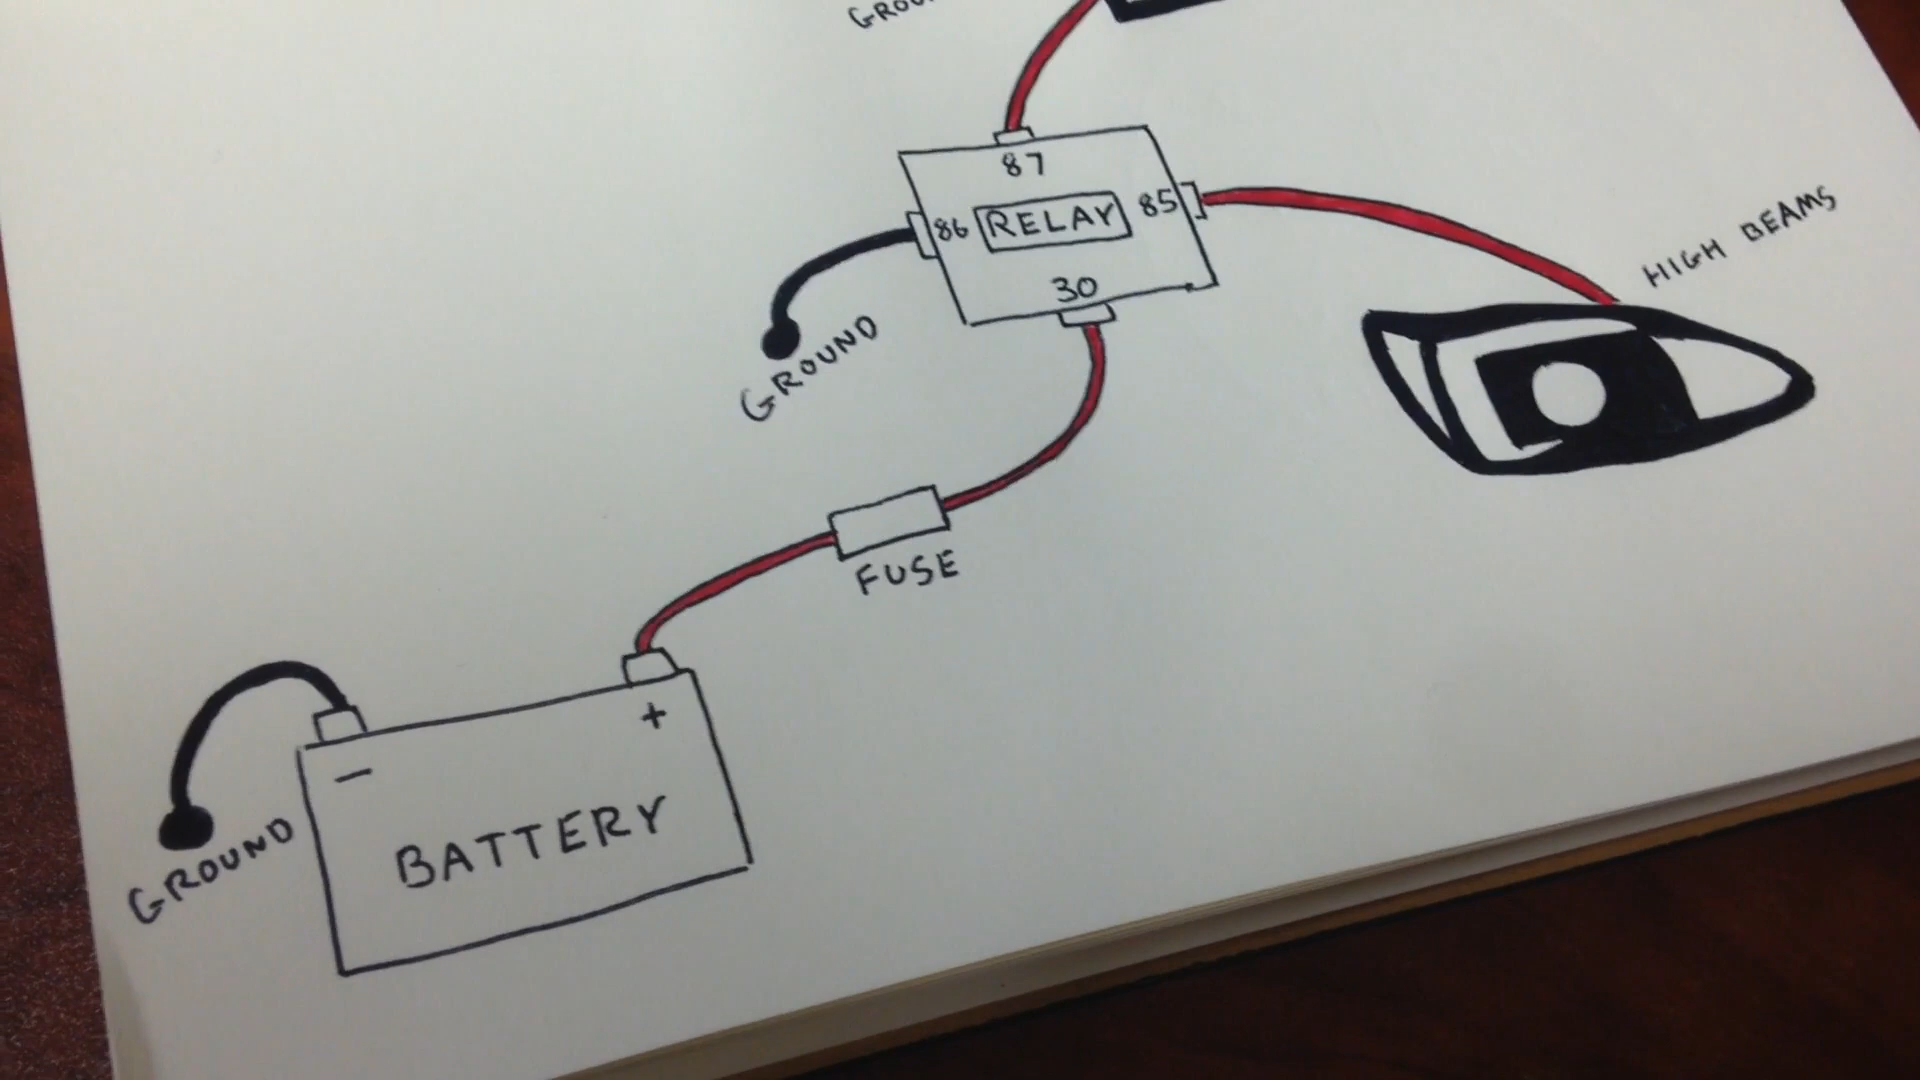 87
85
86
RELAY
30
HIGH BEAMS
GROUND
FUSE
+
-
BATTERY
GROUND